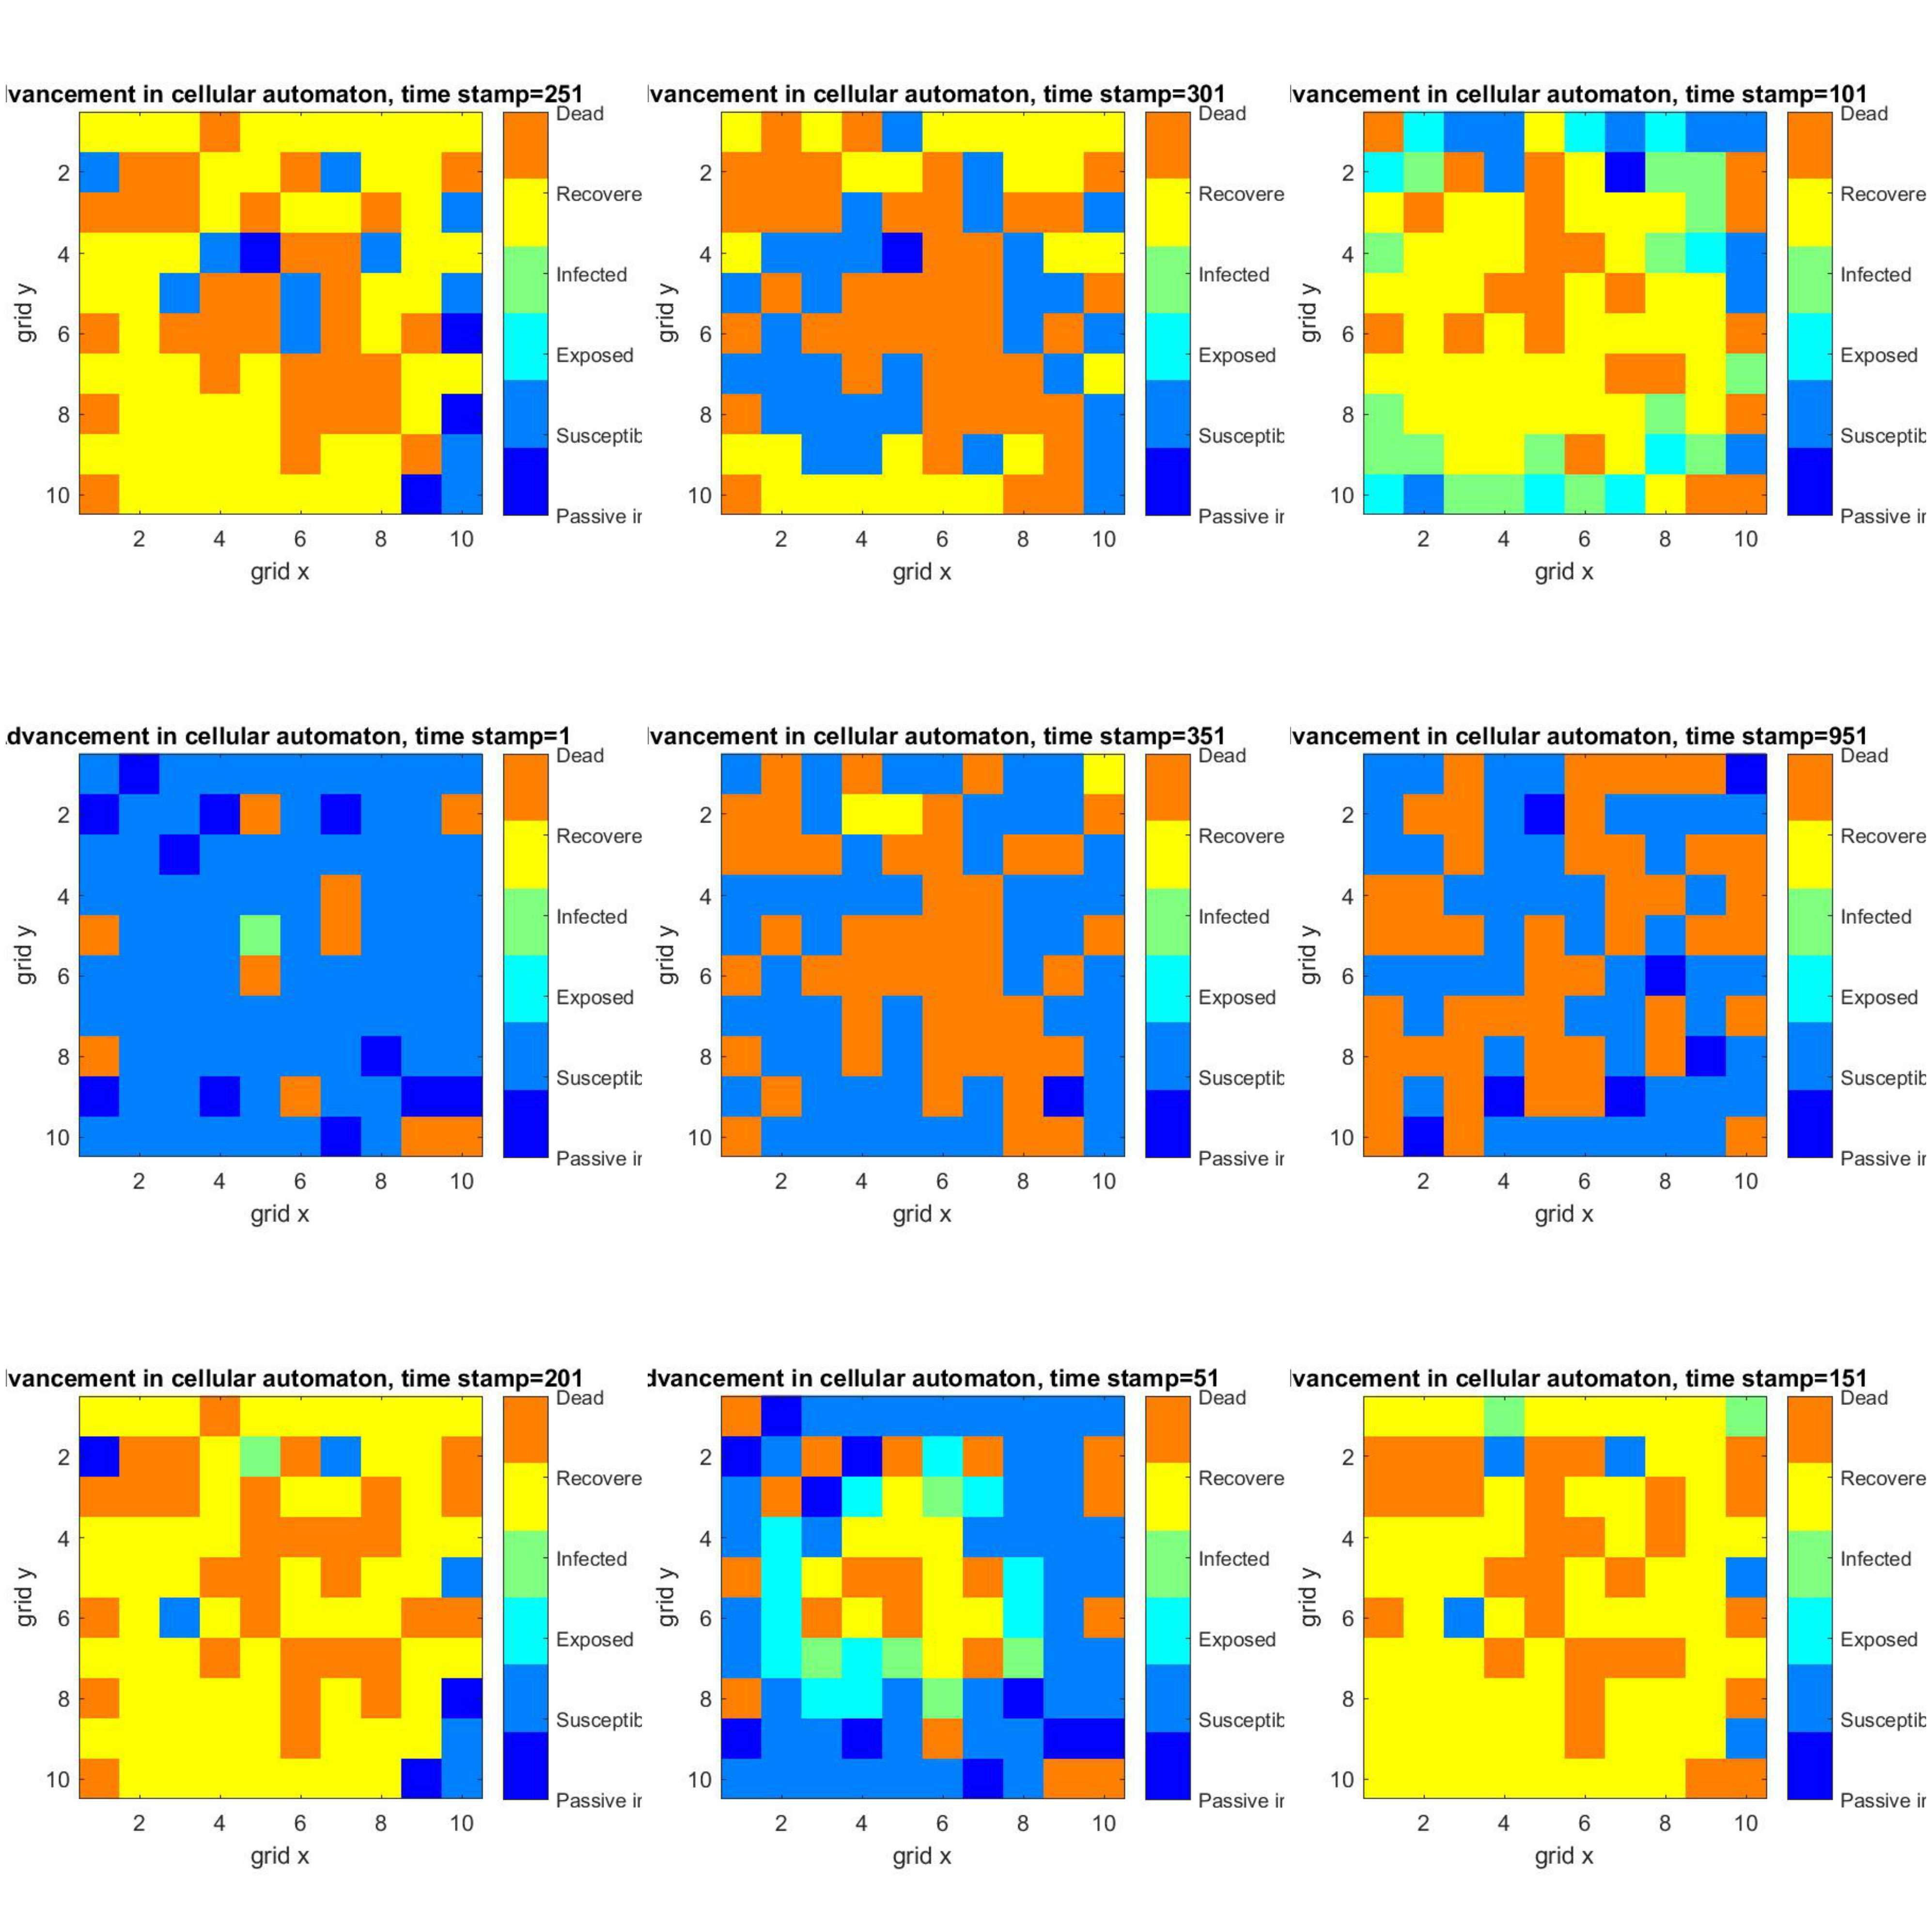 vancement in cellular automaton, time stamp=251
Dead
2
Recovere
4
Infected
grid y
6
Exposed
8
Susceptib
10
Passive ir
2 4 6 8 10
grid x
vancement in cellular automaton, time stamp=301
Dead
2
Recovere
4
Infected
grid y
6
Exposed
8
Susceptib
10
Passive ir
2 4 6 8 10
grid x
vancement in cellular automaton, time stamp=101
Dead
2
Recovere
4
Infected
grid y
6
Exposed
8
Susceptib
10
Passive ir
2 4 6 8 10
grid x
dvancement in cellular automaton, time stamp=1
Dead
2
Recovere
4
Infected
grid y
6
Exposed
8
Susceptib
10
Passive ir
2 4 6 8 10
grid x
vancement in cellular automaton, time stamp=351
Dead
2
Recovere
4
Infected
grid y
6
Exposed
8
Susceptib
10
Passive ir
2 4 6 8 10
grid x
vancement in cellular automaton, time stamp=951
Dead
2
Recovere
4
Infected
grid y
6
Exposed
8
Susceptib
10
Passive ir
2 4 6 8 10
grid x
vancement in cellular automaton, time stamp=201
Dead
2
Recovere
4
Infected
grid y
6
Exposed
8
Susceptib
10
Passive ir
2 4 6 8 10
grid x
dvancement in cellular automaton, time stamp=51
Dead
2
Recovere
4
Infected
grid y
6
Exposed
8
Susceptib
10
Passive ir
2 4 6 8 10
grid x
vancement in cellular automaton, time stamp=151
Dead
2
Recovere
4
Infected
grid y
6
Exposed
8
Susceptib
10
Passive ir
2 4 6 8 10
grid x